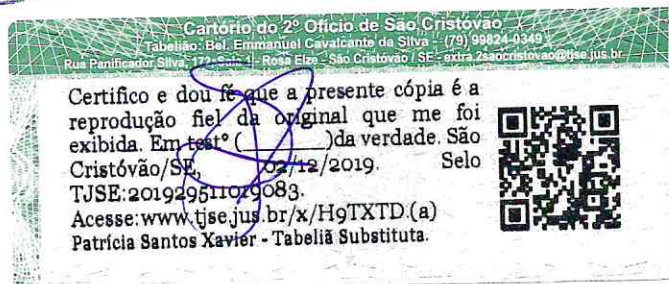 Cartório do 2º Ofício de São Cristóvão
Tabelião: Bel. Emmanuel Cavalcante da Silva - (79) 99824-0349
Rua Panificador Silva, 172-Sala 1 - Rosa Elze - São Cristóvão / SE - extra.2saocristovao@tjse.jus.br
Certifico e dou fé que a presente cópia é a
reprodução fiel da original que me foi
exibida. Em testº (________)da verdade. São
Cristóvão/SE, 02/12/2019. Selo
TJSE:201929511019083.
Acesse:www.tjse.jus.br/x/H9TXTD.(a)
Patrícia Santos Xavier - Tabeliã Substituta.